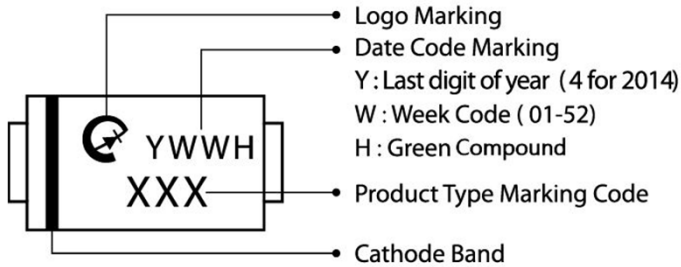 Logo Marking
Date Code Marking
Y : Last digit of year ( 4 for 2014)
W : Week Code ( 01-52)
H : Green Compound
YWWH
XXX
Product Type Marking Code
Cathode Band